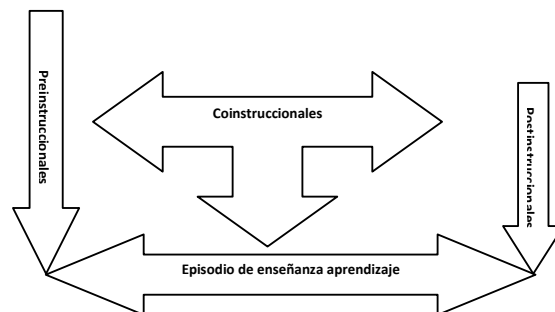 Preinstruccionales
Coinstruccionales
Postinstruccionales
Episodio de enseñanza aprendizaje